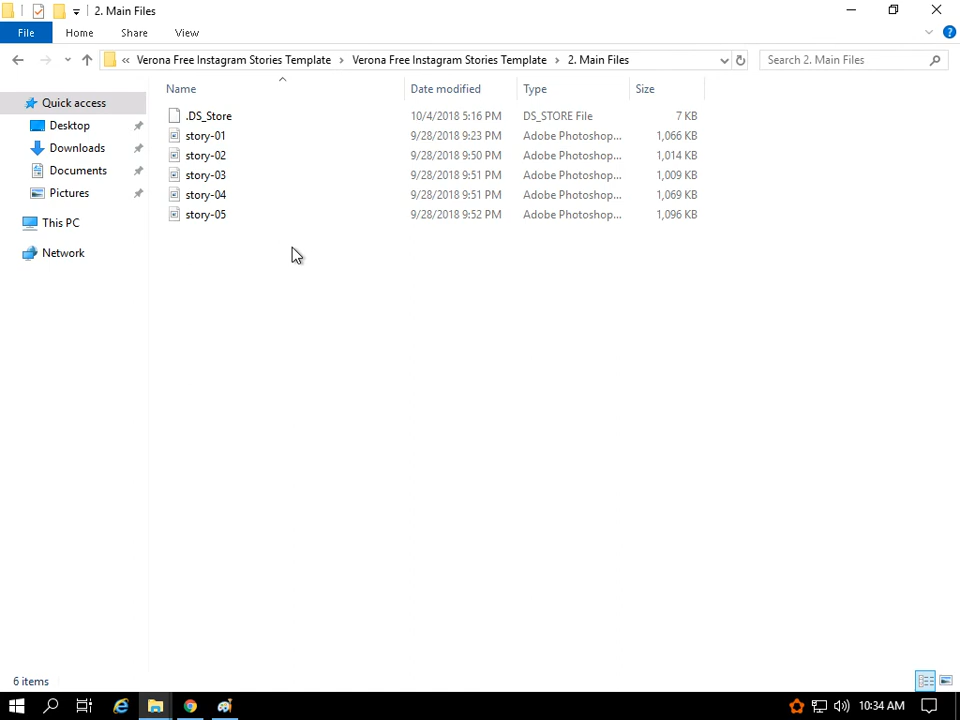 2. Main Files
File Home Share View
« Verona Free Instagram Stories Template › Verona Free Instagram Stories Template › 2. Main Files Search 2. Main Files
Name Date modified Type Size
Quick access
Desktop
Downloads
Documents
Pictures
This PC
Network
.DS_Store 10/4/2018 5:16 PM DS_STORE File 7 KB
story-01 9/28/2018 9:23 PM Adobe Photoshop... 1,066 KB
story-02 9/28/2018 9:50 PM Adobe Photoshop... 1,014 KB
story-03 9/28/2018 9:51 PM Adobe Photoshop... 1,009 KB
story-04 9/28/2018 9:51 PM Adobe Photoshop... 1,069 KB
story-05 9/28/2018 9:52 PM Adobe Photoshop... 1,096 KB
6 items
10:34 AM